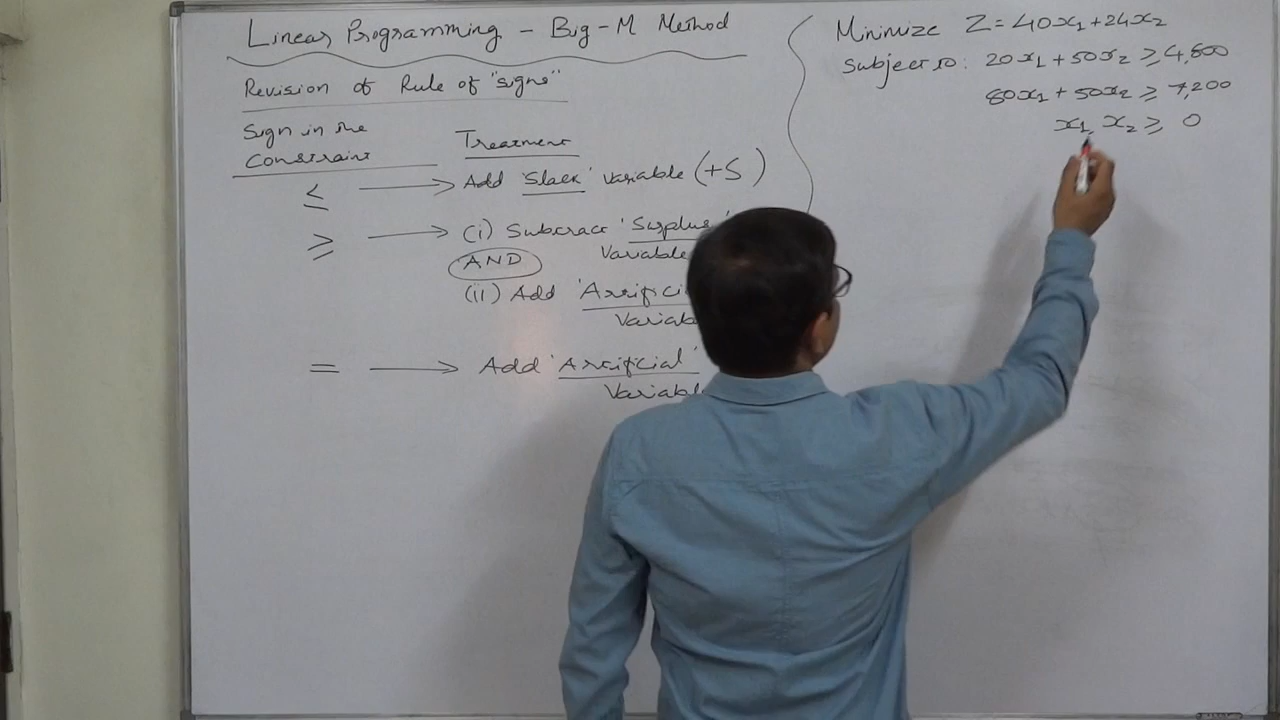 Linear Programming - Big-M Method
Revision of Rule of "signs"
Sign in the
Constraint
Treatment
≤ → Add 'Slack' Variable (+S)
≥ → (i) Subtract 'Surplus'
Variable
AND
(ii) Add
Variab
= → Add 'Artificial'
Variabl
Minimize Z = 40x₁ + 24x₂
Subject to: 20x₁ + 50x₂ ≥ 4,800
80x₁ + 50x₂ ≥ 7,200
x₁, x₂ ≥ 0